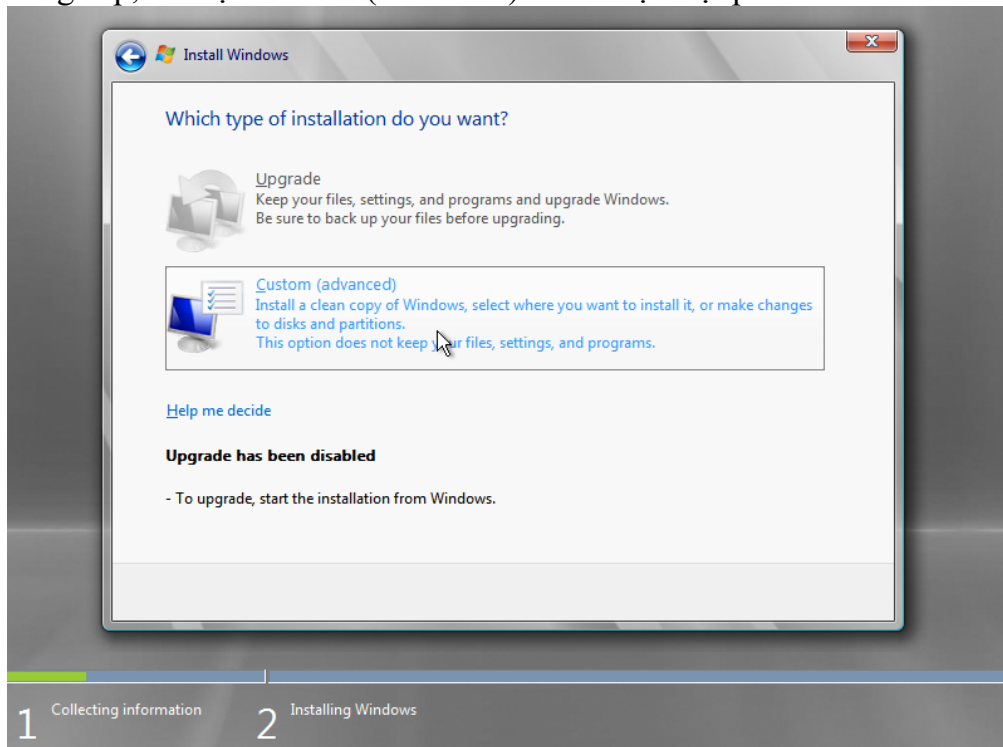 Install Windows
Which type of installation do you want?
Upgrade
Keep your files, settings, and programs and upgrade Windows.
Be sure to back up your files before upgrading.
Custom (advanced)
Install a clean copy of Windows, select where you want to install it, or make changes
to disks and partitions.
This option does not keep your files, settings, and programs.
Help me decide
Upgrade has been disabled
- To upgrade, start the installation from Windows.
1 Collecting information 2 Installing Windows